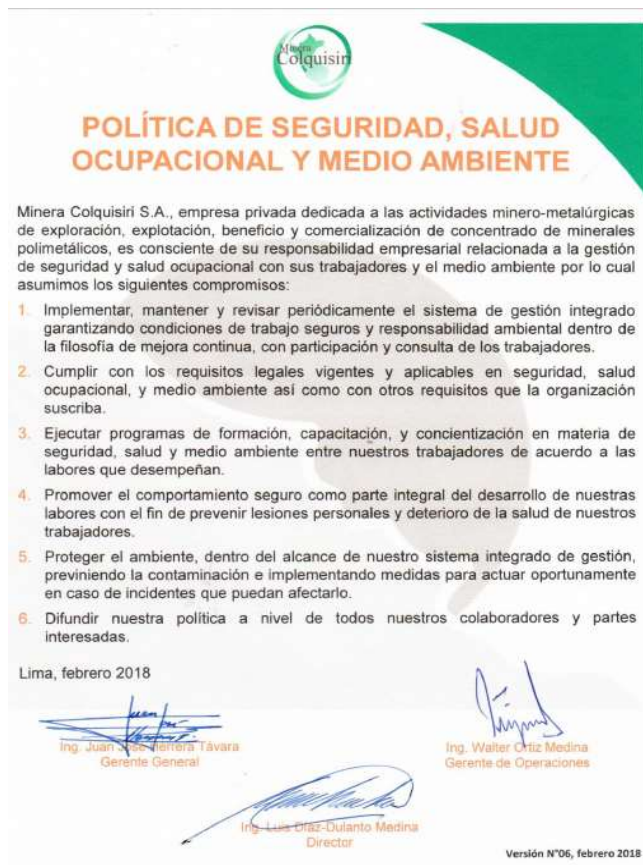 Minera
Colquisiri
POLÍTICA DE SEGURIDAD, SALUD
OCUPACIONAL Y MEDIO AMBIENTE
Minera Colquisiri S.A., empresa privada dedicada a las actividades minero-metalúrgicas
de exploración, explotación, beneficio y comercialización de concentrado de minerales
polimetálicos, es consciente de su responsabilidad empresarial relacionada a la gestión
de seguridad y salud ocupacional con sus trabajadores y el medio ambiente por lo cual
asumimos los siguientes compromisos:
1. Implementar, mantener y revisar periódicamente el sistema de gestión integrado
garantizando condiciones de trabajo seguros y responsabilidad ambiental dentro de
la filosofía de mejora continua, con participación y consulta de los trabajadores.
2. Cumplir con los requisitos legales vigentes y aplicables en seguridad, salud
ocupacional, y medio ambiente así como con otros requisitos que la organización
suscriba.
3. Ejecutar programas de formación, capacitación, y concientización en materia de
seguridad, salud y medio ambiente entre nuestros trabajadores de acuerdo a las
labores que desempeñan.
4. Promover el comportamiento seguro como parte integral del desarrollo de nuestras
labores con el fin de prevenir lesiones personales y deterioro de la salud de nuestros
trabajadores.
5. Proteger el ambiente, dentro del alcance de nuestro sistema integrado de gestión,
previniendo la contaminación e implementando medidas para actuar oportunamente
en caso de incidentes que puedan afectarlo.
6. Difundir nuestra política a nivel de todos nuestros colaboradores y partes
interesadas.
Lima, febrero 2018
Ing. Juan José Herrera Távara
Gerente General
Ing. Walter Ortiz Medina
Gerente de Operaciones
Ing. Luis Díaz-Dulanto Medina
Director
Versión N°06, febrero 2018